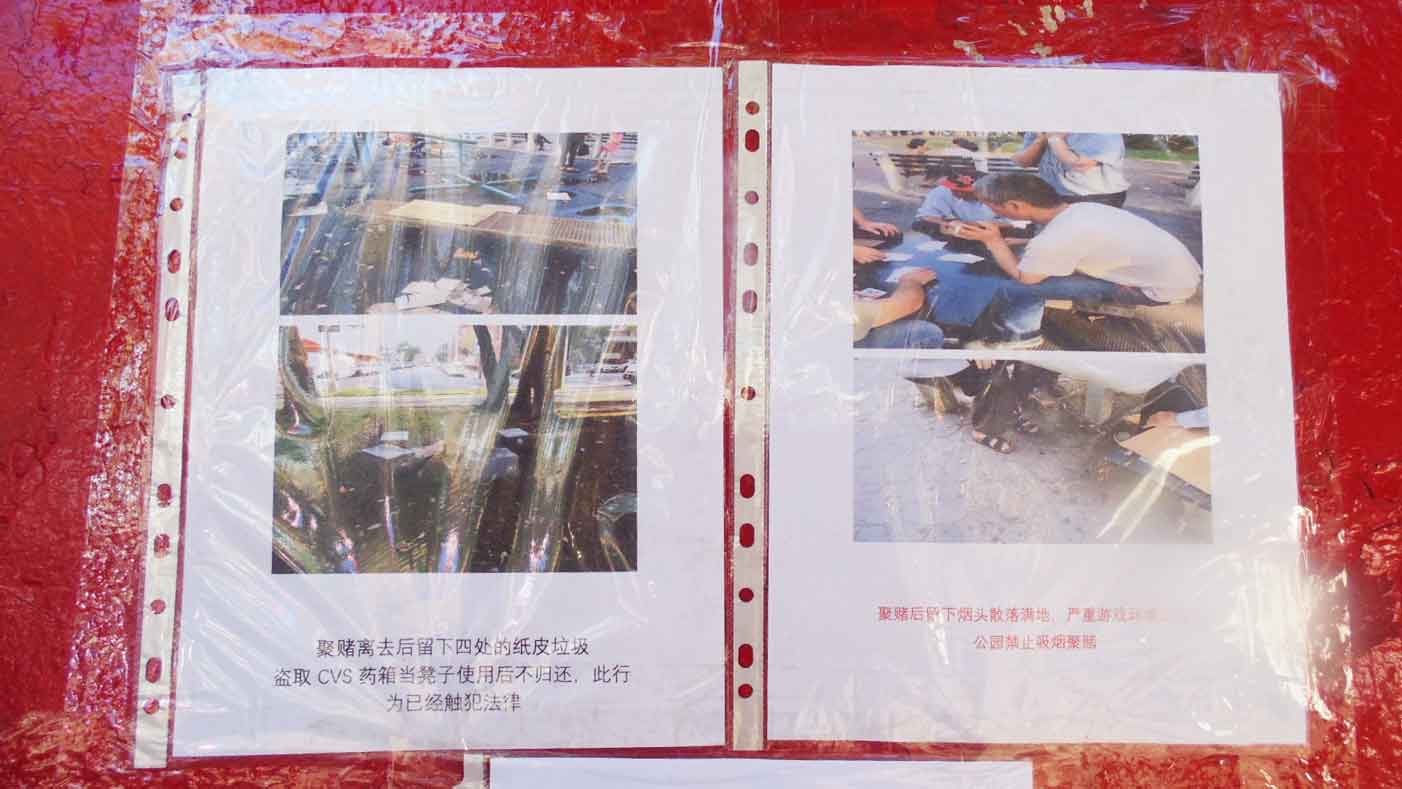 聚赌离去后留下四处的纸皮垃圾
盗取 CVS 药箱当凳子使用后不归还，此行
为已经触犯法律
聚赌后留下烟头散落满地，严重游戏环境
公园禁止吸烟聚赌